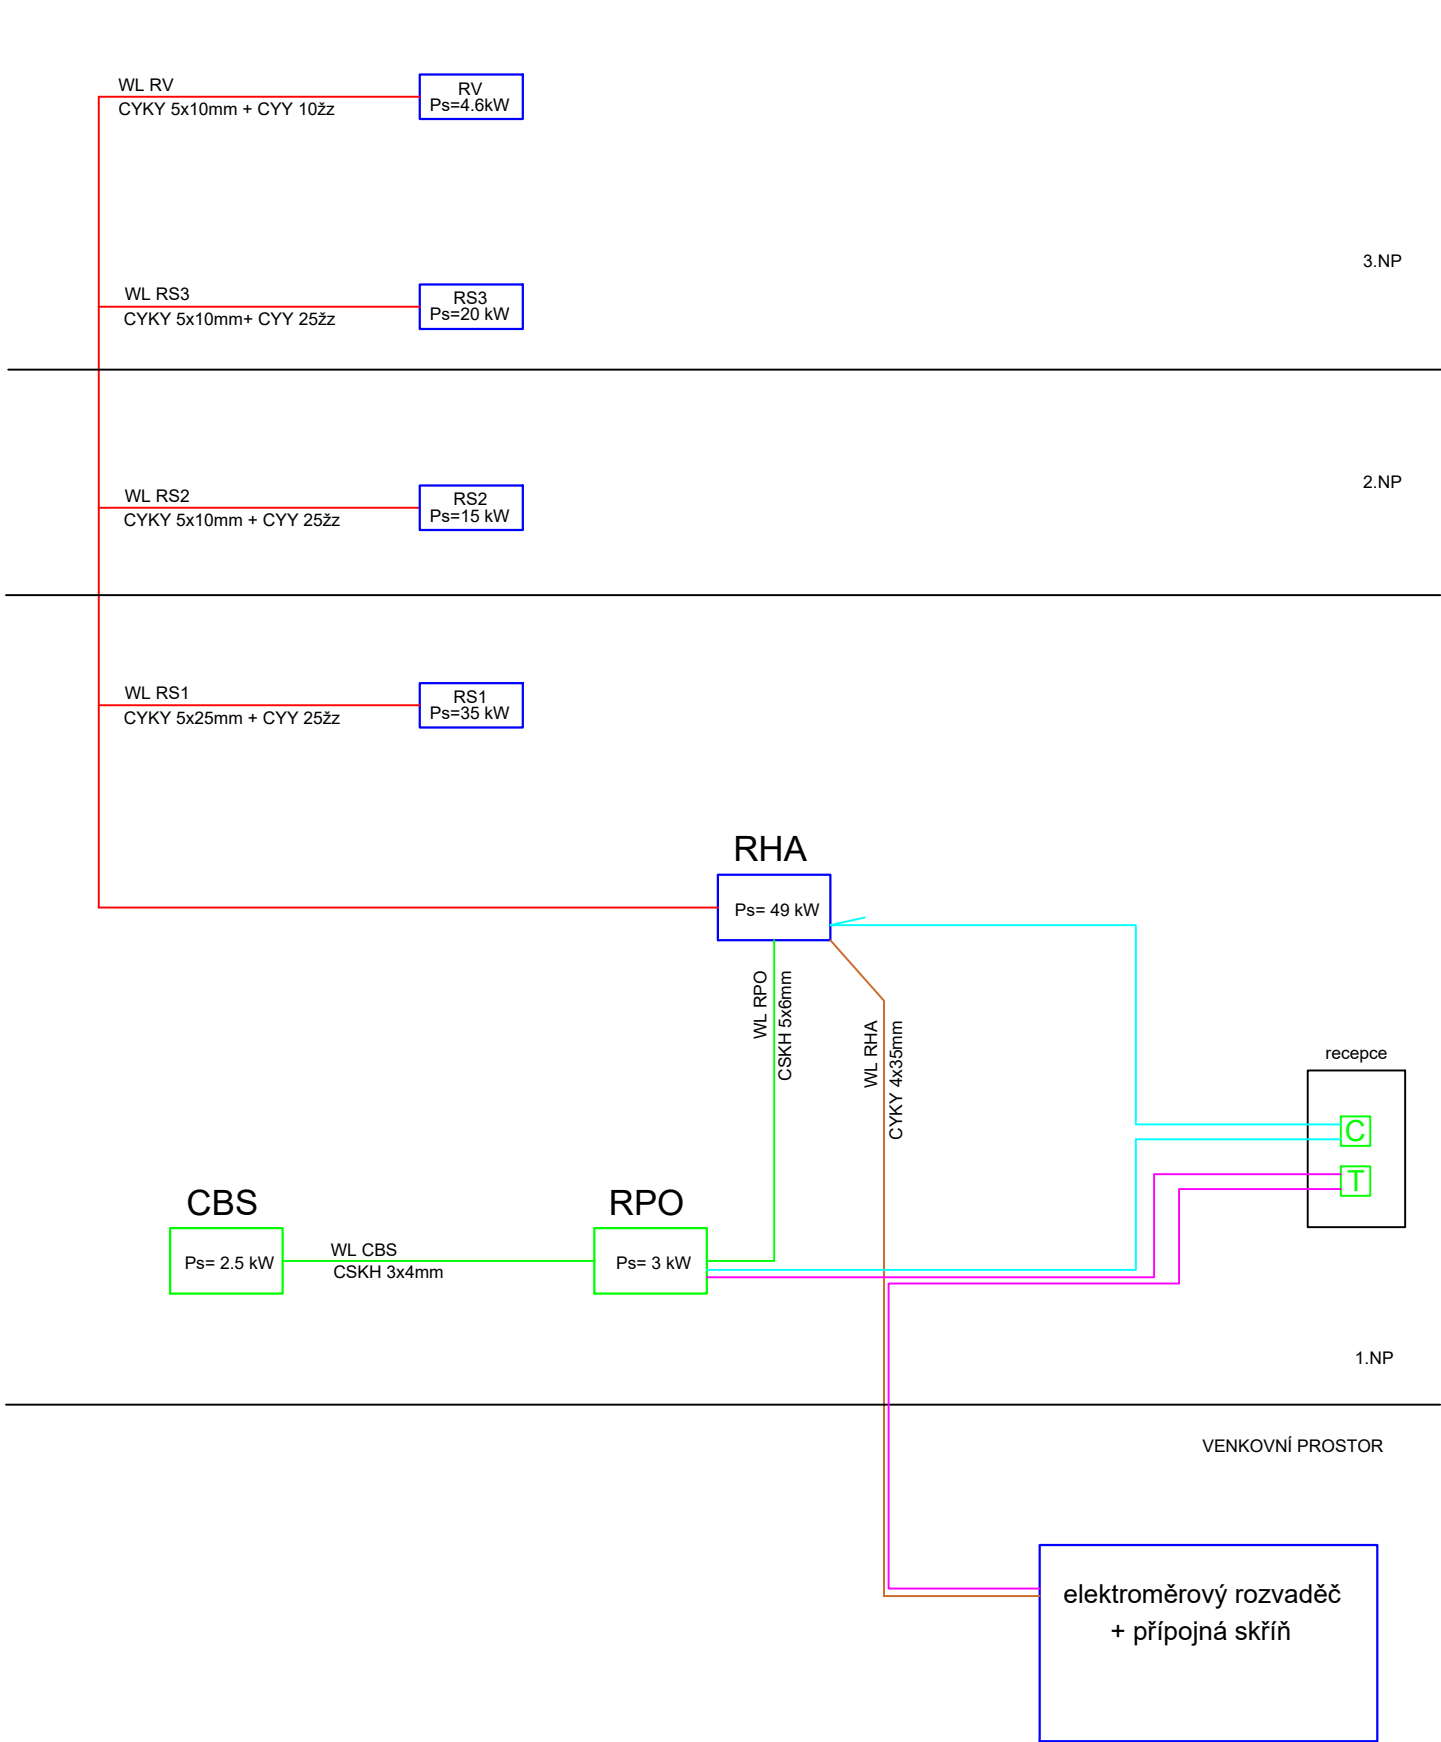 WL RV
CYKY 5x10mm + CYY 10žz
RV
Ps=4.6kW
3.NP
WL RS3
CYKY 5x10mm+ CYY 25žz
RS3
Ps=20 kW
2.NP
WL RS2
CYKY 5x10mm + CYY 25žz
RS2
Ps=15 kW
WL RS1
CYKY 5x25mm + CYY 25žz
RS1
Ps=35 kW
RHA
Ps= 49 kW
WL RPO
CSKH 5x6mm
WL RHA
CYKY 4x35mm
recepce
C
T
CBS
Ps= 2.5 kW
WL CBS
CSKH 3x4mm
RPO
Ps= 3 kW
1.NP
VENKOVNÍ PROSTOR
elektroměrový rozvaděč
+ přípojná skříň